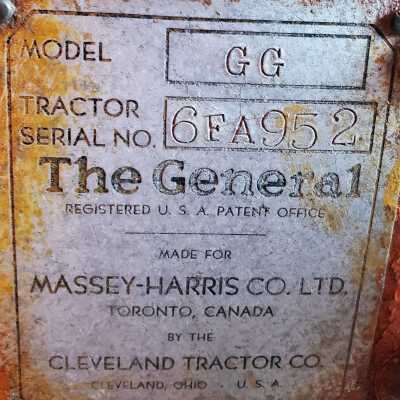 MODEL GG
TRACTOR
SERIAL NO. 6FA952
The General
REGISTERED U. S. A. PATENT OFFICE
MADE FOR
MASSEY-HARRIS CO. LTD.
TORONTO, CANADA
BY THE
CLEVELAND TRACTOR CO.
CLEVELAND, OHIO - U. S. A.